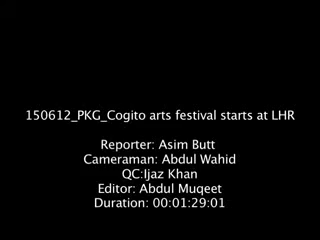 150612_PKG_Cogito arts festival starts at LHR
Reporter: Asim Butt
Cameraman: Abdul Wahid
QC:Ijaz Khan
Editor: Abdul Muqeet
Duration: 00:01:29:01